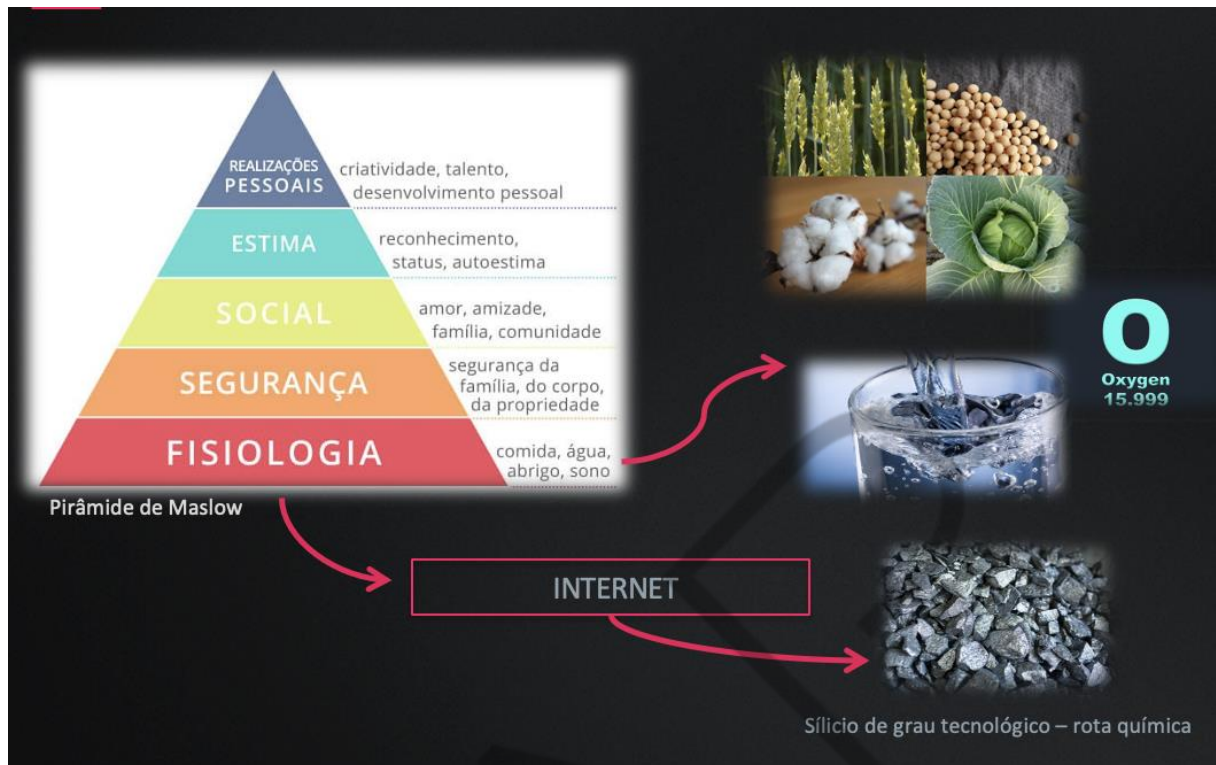 REALIZAÇÕES
PESSOAIS
criatividade, talento,
desenvolvimento pessoal
ESTIMA
reconhecimento,
status, autoestima
SOCIAL
amor, amizade,
família, comunidade
SEGURANÇA
segurança da
família, do corpo,
da propriedade
FISIOLOGIA
comida, água,
abrigo, sono
Pirâmide de Maslow
O
Oxygen
15.999
INTERNET
Sílicio de grau tecnológico – rota química